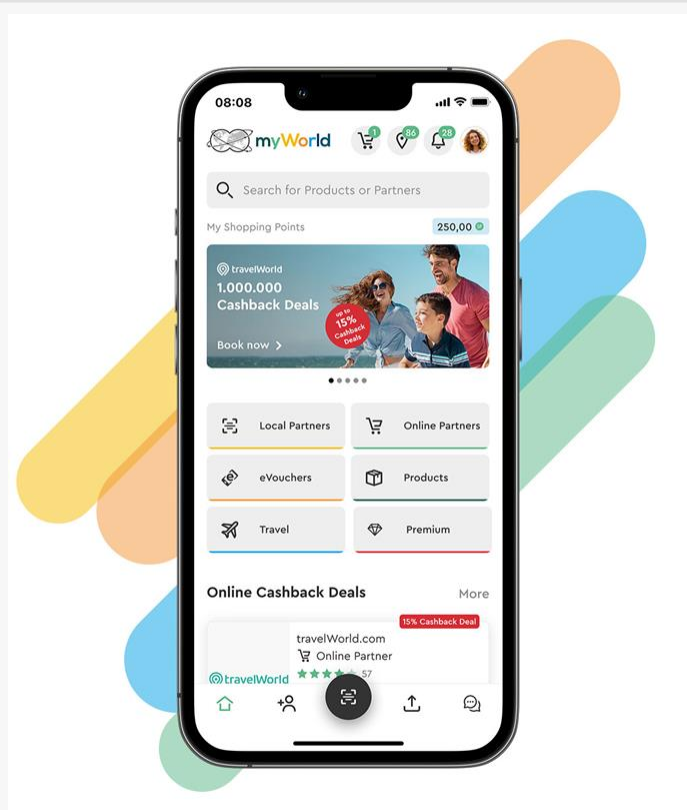 08:08
myWorld
1
86
28
Search for Products or Partners
My Shopping Points
250,00
travelWorld
1.000.000
Cashback Deals
up to
15%
Cashback
Deals
Book now
Local Partners
Online Partners
eVouchers
Products
Travel
Premium
Online Cashback Deals
More
15% Cashback Deal
travelWorld.com
Online Partner
travelWorld
57